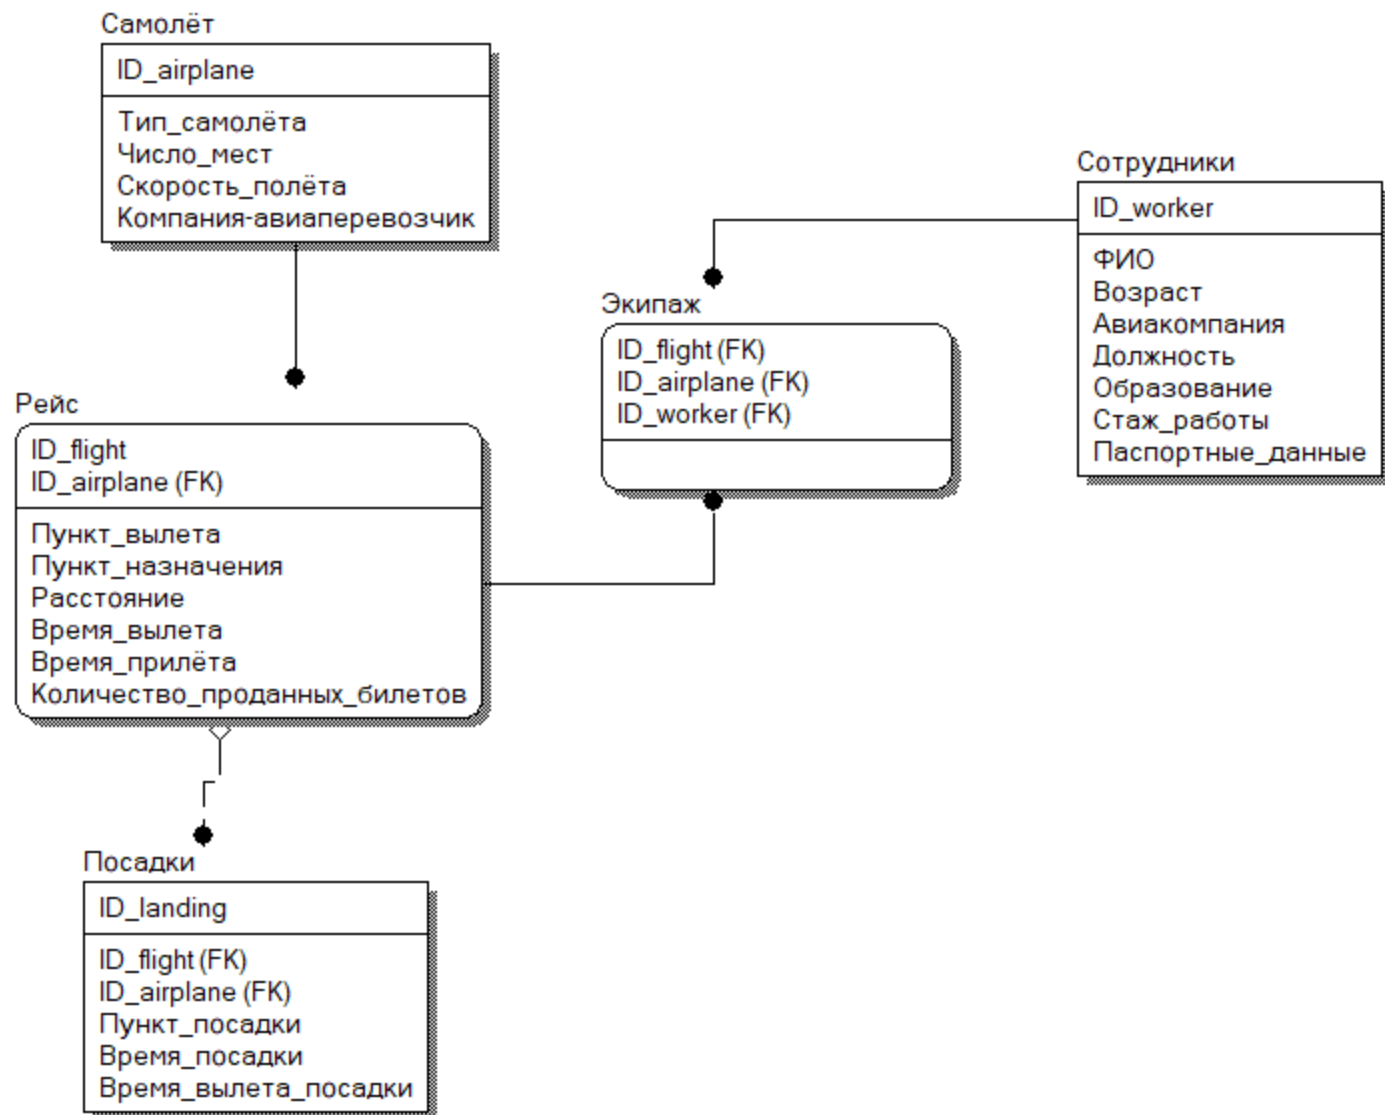 Самолёт
ID_airplane
Тип_самолёта
Число_мест
Скорость_полёта
Компания-авиаперевозчик
Сотрудники
ID_worker
ФИО
Возраст
Авиакомпания
Должность
Образование
Стаж_работы
Паспортные_данные
Экипаж
ID_flight (FK)
ID_airplane (FK)
ID_worker (FK)
Рейс
ID_flight
ID_airplane (FK)
Пункт_вылета
Пункт_назначения
Расстояние
Время_вылета
Время_прилёта
Количество_проданных_билетов
Посадки
ID_landing
ID_flight (FK)
ID_airplane (FK)
Пункт_посадки
Время_посадки
Время_вылета_посадки